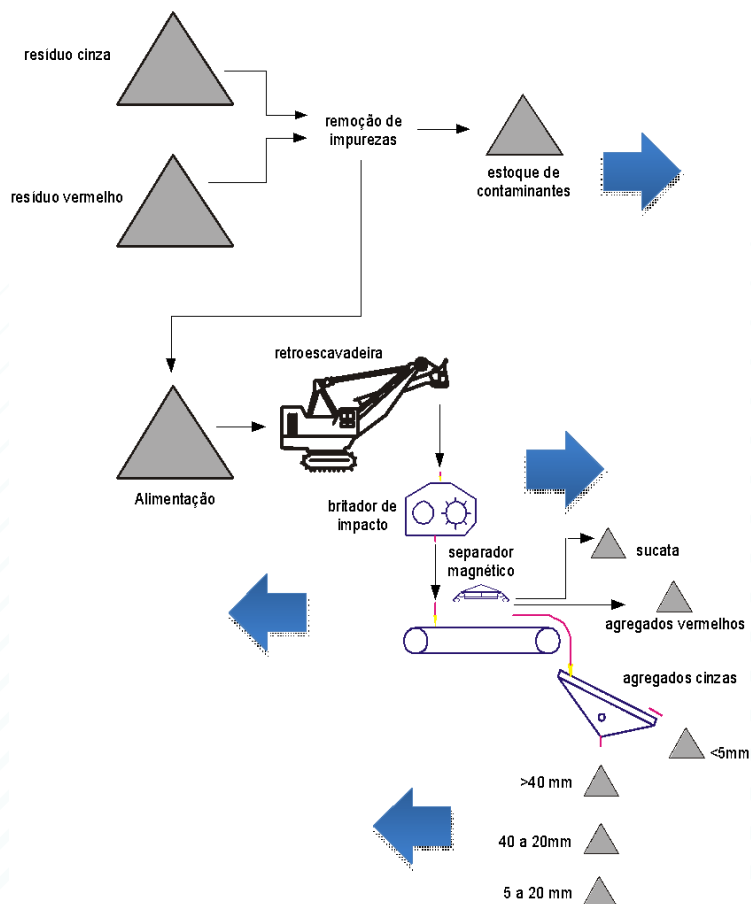 resíduo cinza
remoção de
impurezas
estoque de
contaminantes
resíduo vermelho
retroescavadeira
Alimentação
britador de
impacto
separador
magnético
sucata
agregados vermelhos
agregados cinzas
<5mm
>40 mm
40 a 20mm
5 a 20 mm